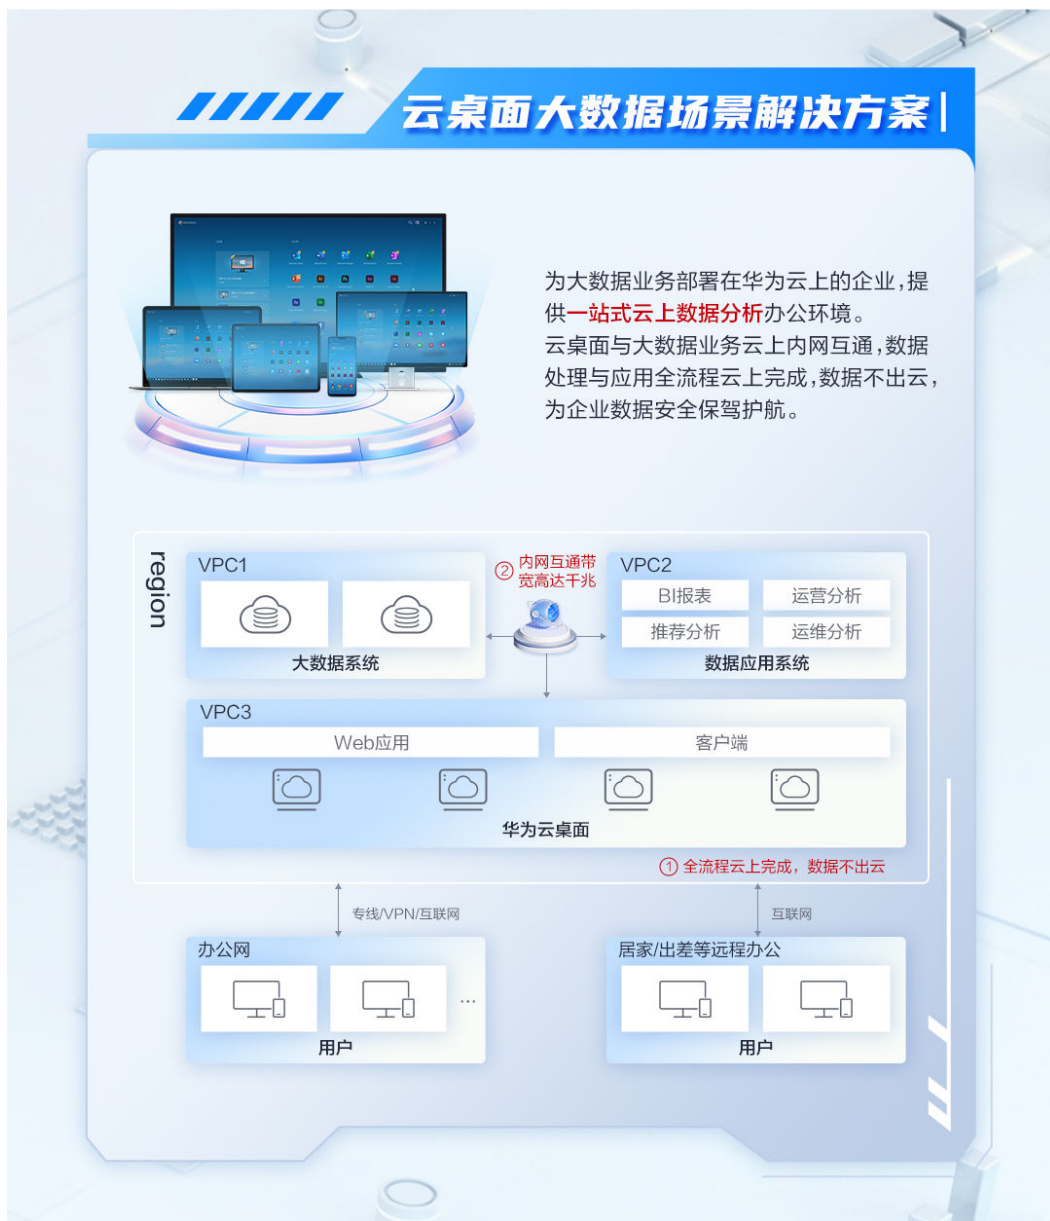 云桌面大数据场景解决方案
为大数据业务部署在华为云上的企业,提
供一站式云上数据分析办公环境。
云桌面与大数据业务云上内网互通,数据
处理与应用全流程云上完成,数据不出云,
为企业数据安全保驾护航。
region
VPC1
大数据系统
②内网互通带
宽高达千兆
VPC2
BI报表
运营分析
推荐分析
运维分析
数据应用系统
VPC3
Web应用
客户端
华为云桌面
①全流程云上完成，数据不出云
专线/VPN/互联网
互联网
办公网
...
用户
居家/出差等远程办公
用户